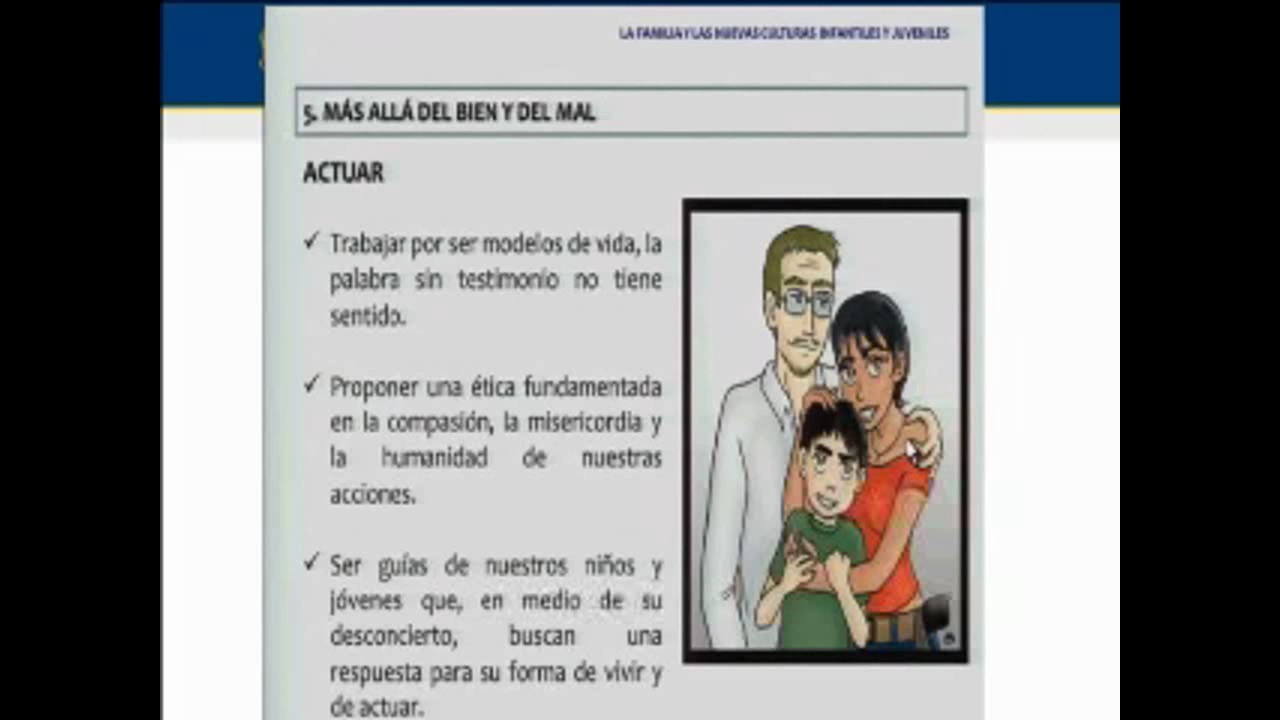 LA FAMILIA Y LAS NUEVAS CULTURAS INFANTILES Y JUVENILES
5. MÁS ALLÁ DEL BIEN Y DEL MAL
ACTUAR
✓ Trabajar por ser modelos de vida, la
palabra sin testimonio no tiene
sentido.
✓ Proponer una ética fundamentada
en la compasión, la misericordia y
la humanidad de nuestras
acciones.
✓ Ser guías de nuestros niños y
jóvenes que, en medio de su
desconcierto, buscan una
respuesta para su forma de vivir y
de actuar.